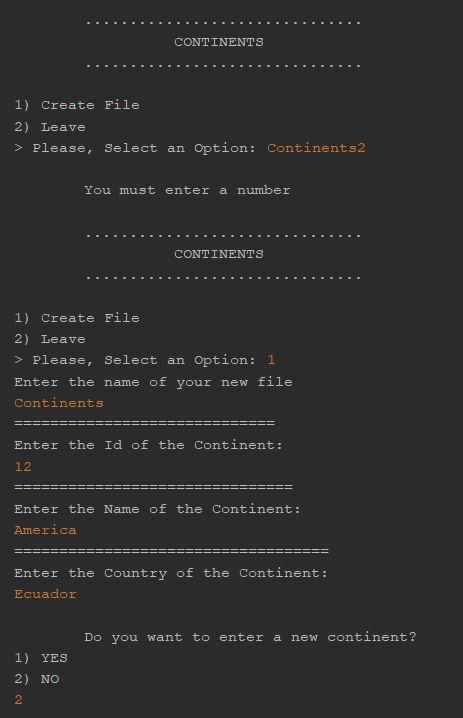 ...............................
CONTINENTS
...............................
1) Create File
2) Leave
> Please, Select an Option: Continents2
You must enter a number
...............................
CONTINENTS
...............................
1) Create File
2) Leave
> Please, Select an Option: 1
Enter the name of your new file
Continents
=============================
Enter the Id of the Continent:
12
===============================
Enter the Name of the Continent:
America
===================================
Enter the Country of the Continent:
Ecuador
Do you want to enter a new continent?
1) YES
2) NO
2